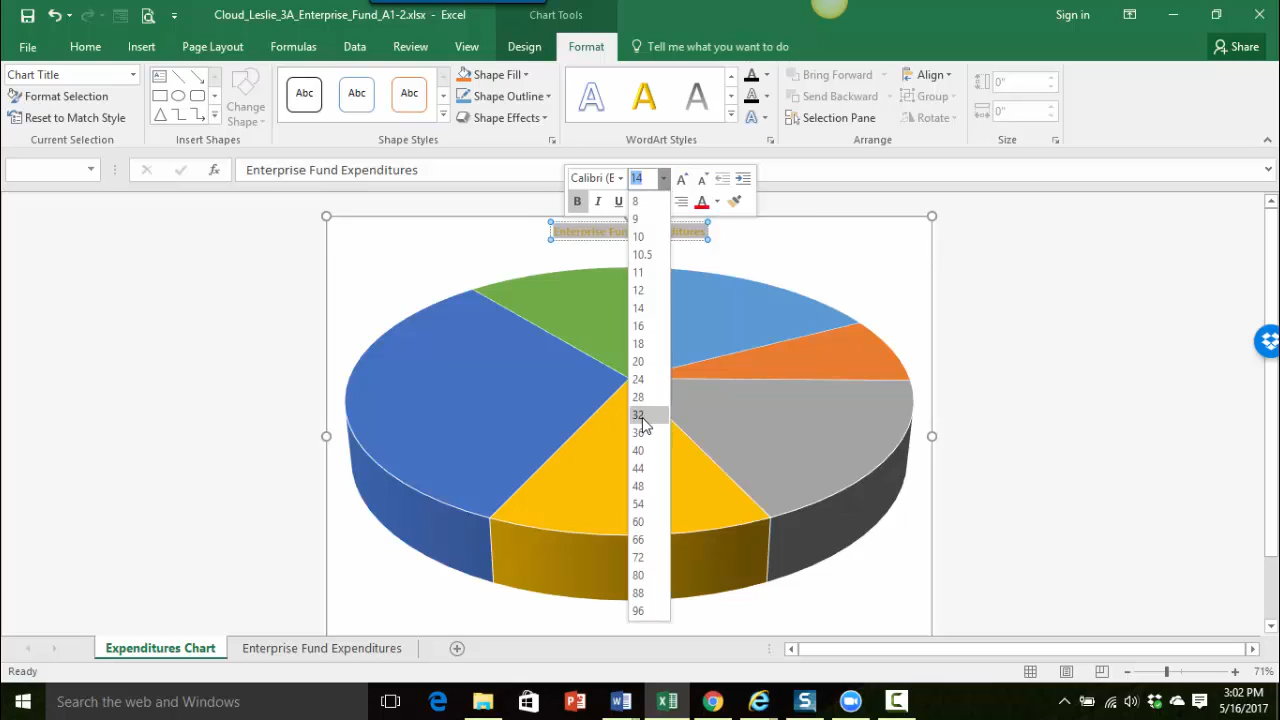 Cloud_Leslie_3A_Enterprise_Fund_A1-2.xlsx - Excel
Chart Tools
Sign in
File
Home
Insert
Page Layout
Formulas
Data
Review
View
Design
Format
Tell me what you want to do
Share
Chart Title
Format Selection
Reset to Match Style
Current Selection
Change
Shape
Insert Shapes
Abc
Abc
Abc
Shape Fill
Shape Outline
Shape Effects
Shape Styles
A
A
A
A
A
A
WordArt Styles
Bring Forward
Send Backward
Selection Pane
Align
Group
Rotate
Arrange
0"
0"
Size
fx
Enterprise Fund Expenditures
Calibri (E
14
A
A
B
I
U
A
8
9
10
10.5
11
12
14
16
18
20
24
28
32
36
40
44
48
54
60
66
72
80
88
96
Expenditures Chart
Enterprise Fund Expenditures
Ready
71%
Search the web and Windows
3:02 PM
5/16/2017